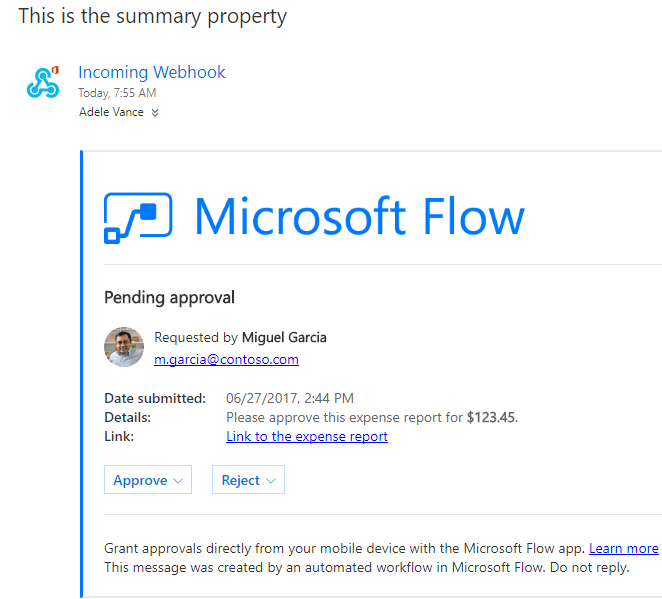 This is the summary property
Incoming Webhook
Today, 7:55 AM
Adele Vance
Microsoft Flow
Pending approval
Requested by Miguel Garcia
m.garcia@contoso.com
Date submitted: 06/27/2017, 2:44 PM
Details: Please approve this expense report for $123.45.
Link: Link to the expense report
Approve Reject
Grant approvals directly from your mobile device with the Microsoft Flow app. Learn more
This message was created by an automated workflow in Microsoft Flow. Do not reply.